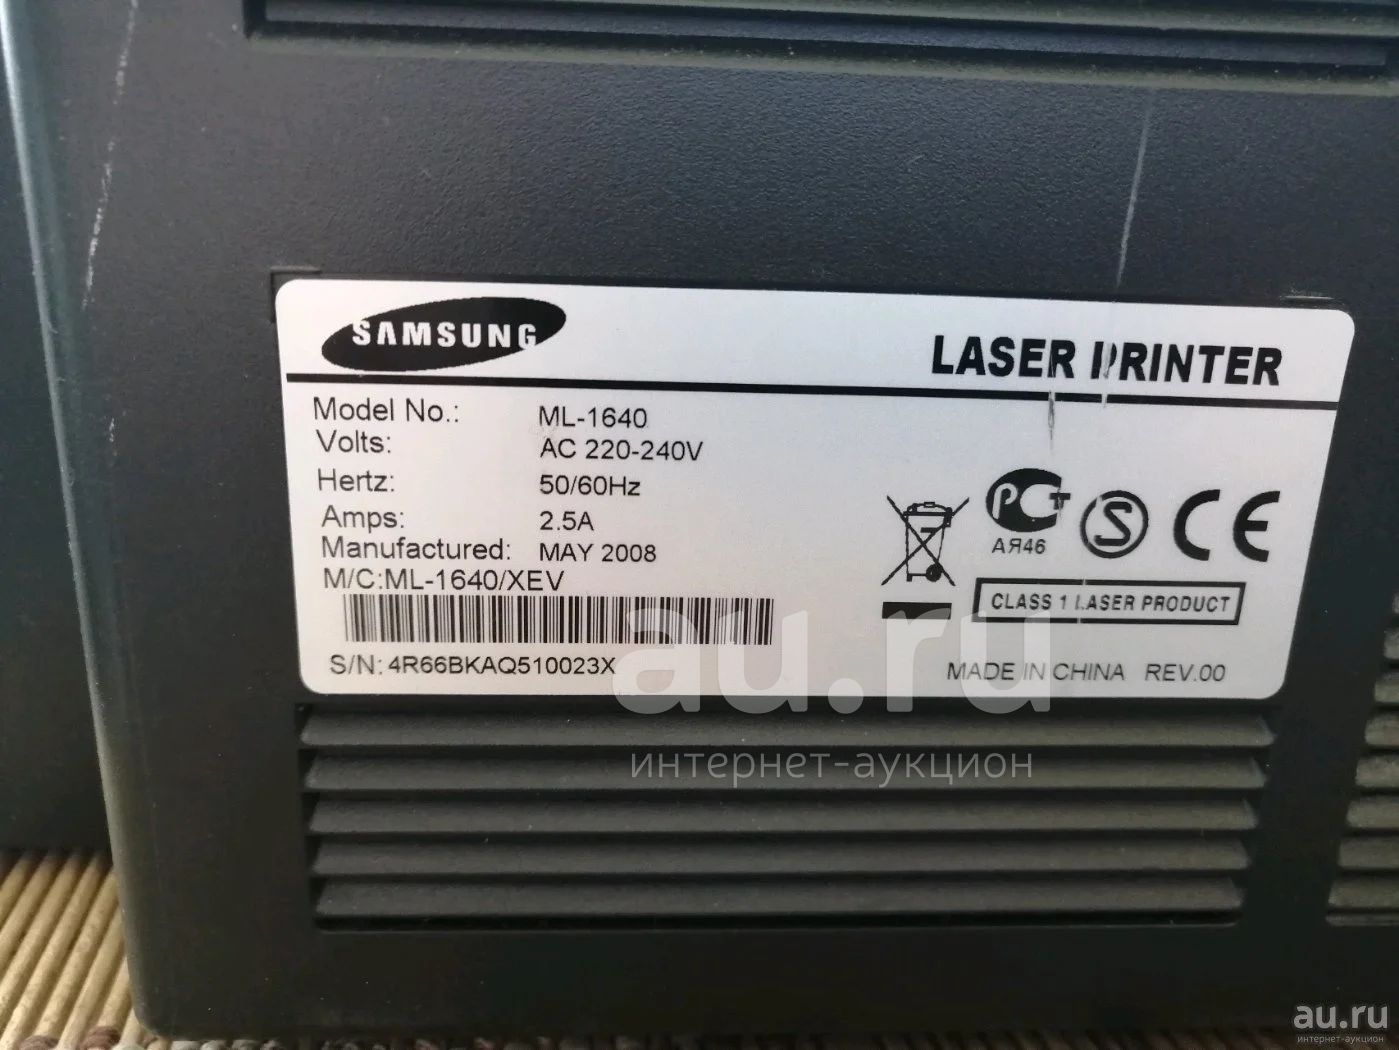 SAMSUNG
LASER PRINTER
Model No.: ML-1640
Volts: AC 220-240V
Hertz: 50/60Hz
Amps: 2.5A
Manufactured: MAY 2008
M/C:ML-1640/XEV
S/N: 4R66BKAQ510023X
РСТ
АЯ46
S
CE
CLASS 1 LASER PRODUCT
MADE IN CHINA REV.00
au.ru
интернет-аукцион
au.ru
интернет-аукцион